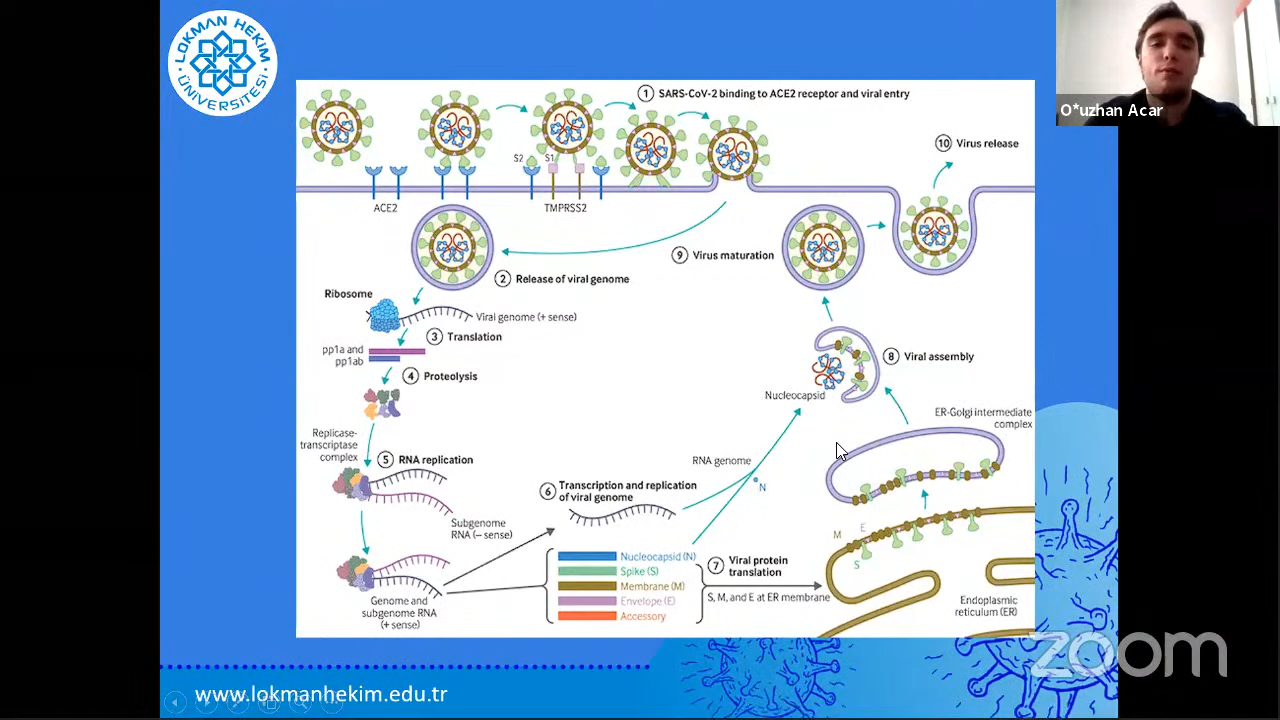 LOKMAN HEKİM
ÜNİVERSİTESİ
O*uzhan Acar
1 SARS-CoV-2 binding to ACE2 receptor and viral entry
10 Virus release
S2 S1
ACE2
TMPRSS2
9 Virus maturation
2 Release of viral genome
Ribosome
Viral genome (+ sense)
3 Translation
pp1a and
pp1ab
4 Proteolysis
8 Viral assembly
Nucleocapsid
ER-Golgi intermediate
complex
Replicase-
transcriptase
complex
5 RNA replication
RNA genome
N
6 Transcription and replication
of viral genome
Subgenome
RNA (– sense)
M E
S
Nucleocapsid (N)
Spike (S)
Membrane (M)
Envelope (E)
Accessory
7 Viral protein
translation
S, M, and E at ER membrane
Genome and
subgenome RNA
(+ sense)
Endoplasmic
reticulum (ER)
zoom
www.lokmanhekim.edu.tr